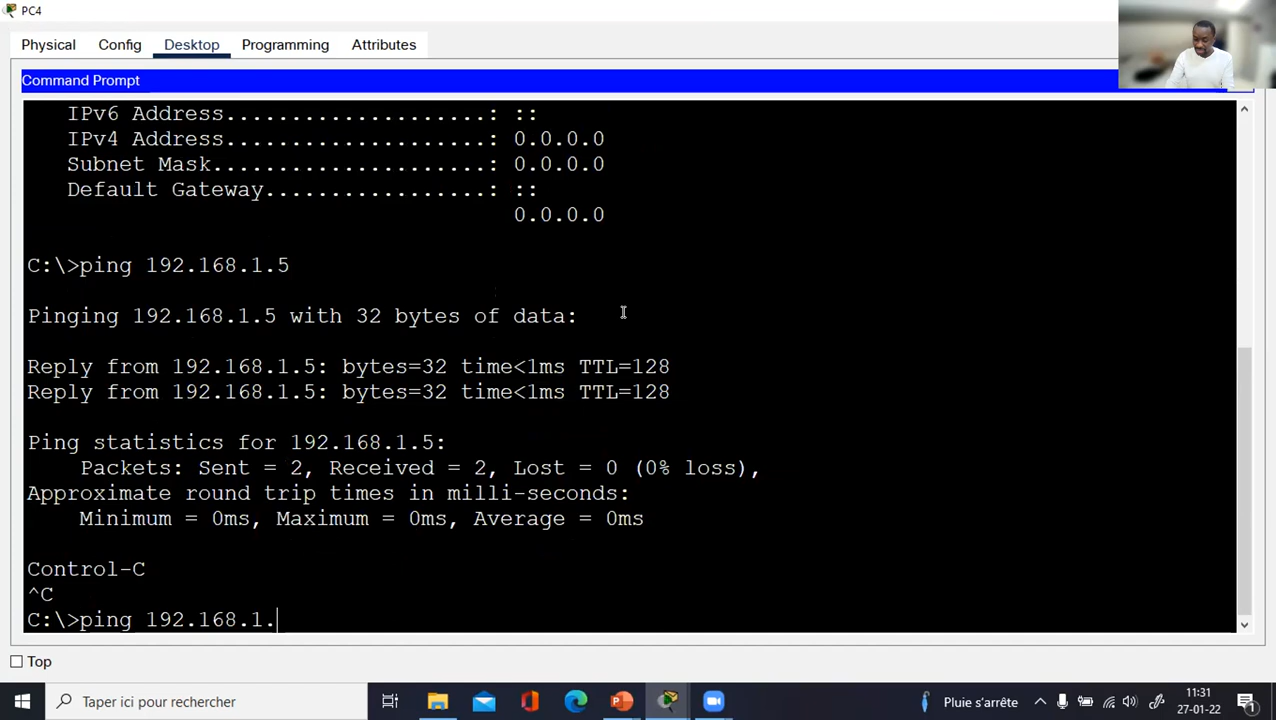 PC4
Physical Config Desktop Programming Attributes
Command Prompt
IPv6 Address....................: ::
IPv4 Address....................: 0.0.0.0
Subnet Mask.....................: 0.0.0.0
Default Gateway.................: ::
0.0.0.0
C:\>ping 192.168.1.5
Pinging 192.168.1.5 with 32 bytes of data:
Reply from 192.168.1.5: bytes=32 time<1ms TTL=128
Reply from 192.168.1.5: bytes=32 time<1ms TTL=128
Ping statistics for 192.168.1.5:
Packets: Sent = 2, Received = 2, Lost = 0 (0% loss),
Approximate round trip times in milli-seconds:
Minimum = 0ms, Maximum = 0ms, Average = 0ms
Control-C
^C
C:\>ping 192.168.1.
Top
Taper ici pour rechercher
Pluie s'arrête
11:31
27-01-22
1